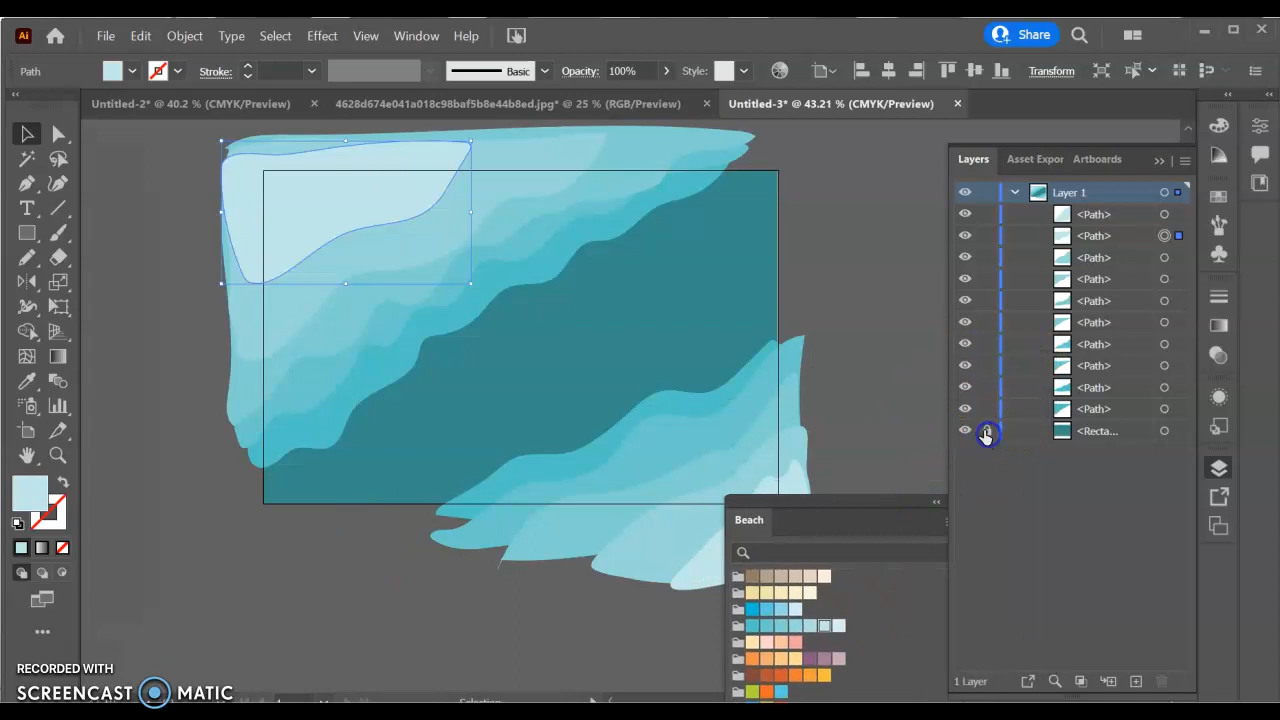 Ai File Edit Object Type Select Effect View Window Help Share
Path Stroke: Basic Opacity: 100% Style: Transform
Untitled-2* @ 40.2 % (CMYK/Preview) × 4628d674e041a018c98baf5b8e44b8ed.jpg* @ 25 % (RGB/Preview) × Untitled-3* @ 43.21 % (CMYK/Preview) ×
Layers Asset Expor Artboards
Layer 1
<Path>
<Path>
<Path>
<Path>
<Path>
<Path>
<Path>
<Path>
<Path>
<Path>
<Recta...
Beach
1 Layer
RECORDED WITH
SCREENCAST MATIC
Selection